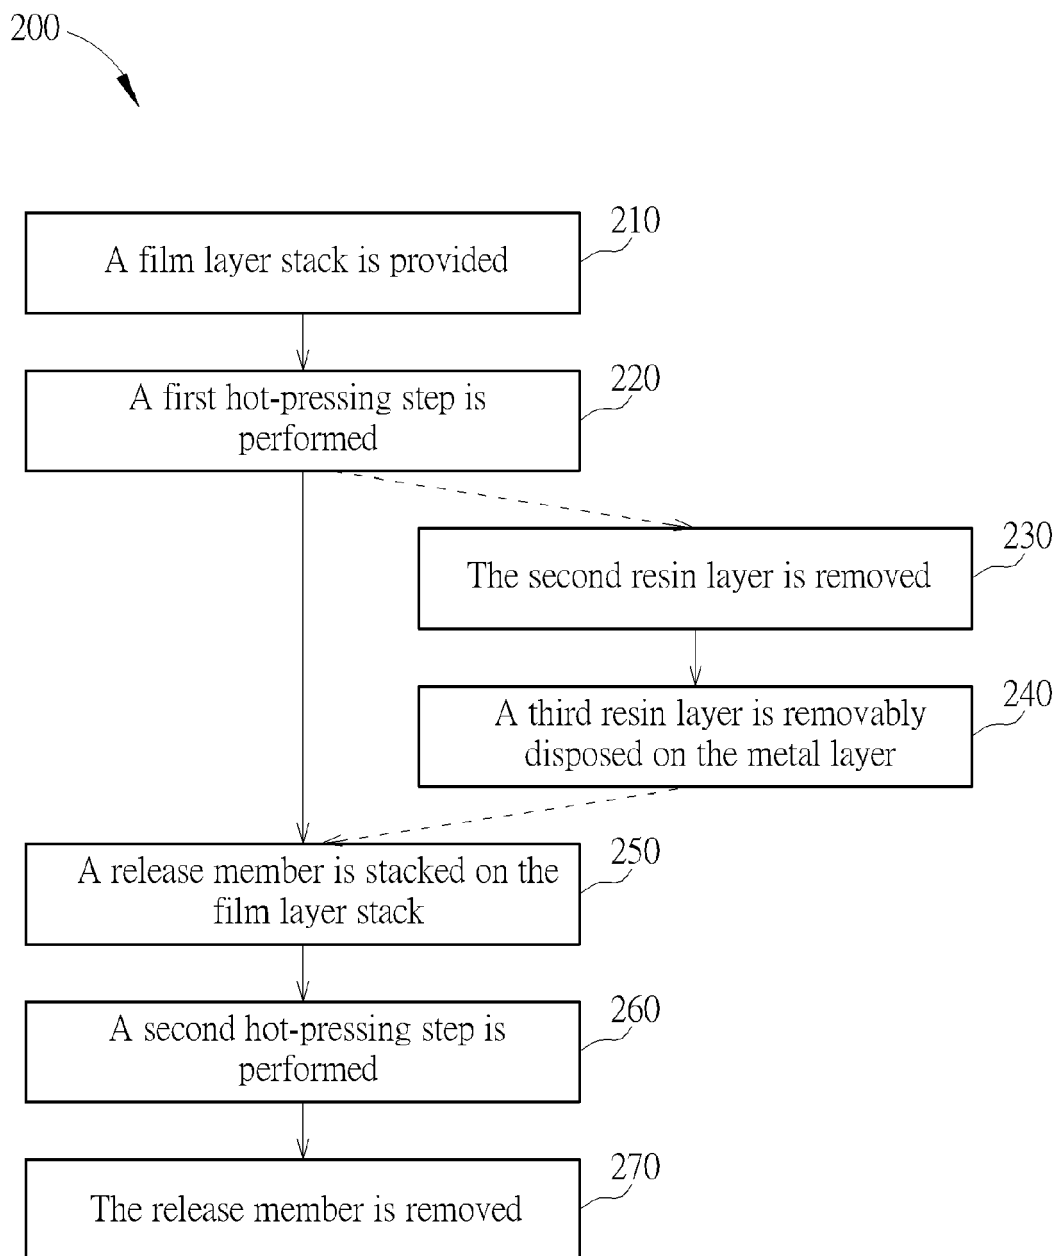 200
210
A film layer stack is provided
220
A first hot-pressing step is
performed
230
The second resin layer is removed
240
A third resin layer is removably
disposed on the metal layer
250
A release member is stacked on the
film layer stack
260
A second hot-pressing step is
performed
270
The release member is removed